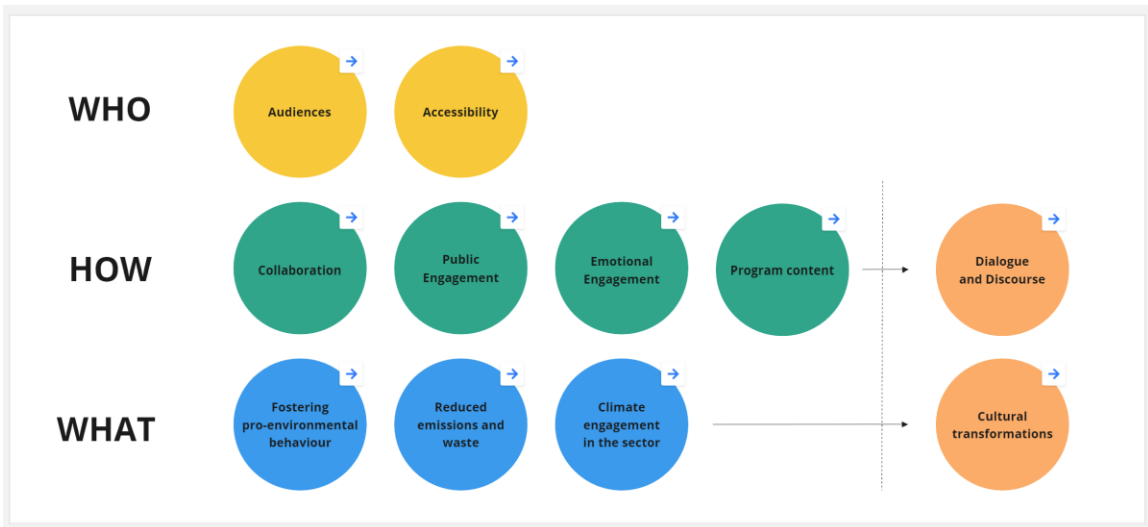 WHO
Audiences
Accessibility
HOW
Collaboration
Public
Engagement
Emotional
Engagement
Program content
Dialogue
and Discourse
WHAT
Fostering
pro-environmental
behaviour
Reduced
emissions and
waste
Climate
engagement
in the sector
Cultural
transformations